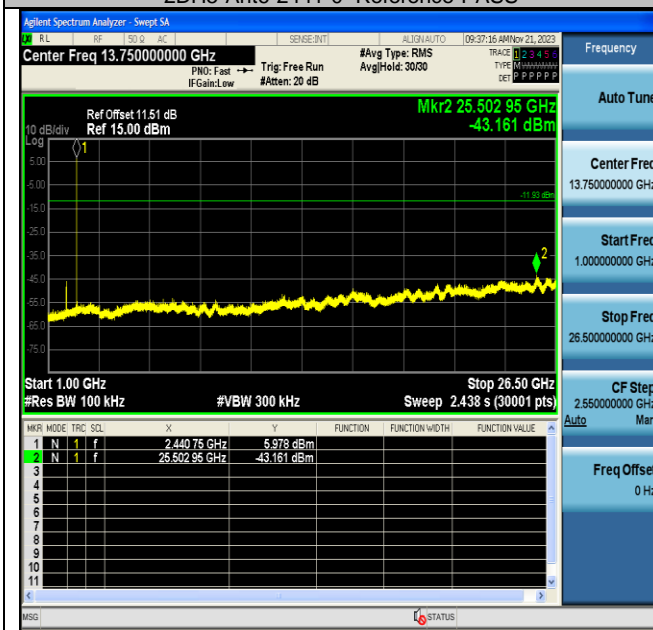 Agilent Spectrum Analyzer - Swept SA
RL RF 50 Ω AC SENSE:INT ALIGN AUTO 09:37:16 AM Nov 21, 2023
Center Freq 13.750000000 GHz
PNO: Fast
IFGain:Low
Trig: Free Run
#Atten: 20 dB
#Avg Type: RMS
Avg|Hold: 30/30
TRACE 1 2 3 4 5 6
TYPE M
DET P P P P P P
Frequency
Auto Tune
Center Freq
13.750000000 GHz
Start Freq
1.000000000 GHz
Stop Freq
26.500000000 GHz
CF Step
2.550000000 GHz
Auto Man
Freq Offset
0 Hz
Mkr2 25.502 95 GHz
-43.161 dBm
Ref Offset 11.51 dB
10 dB/div Ref 15.00 dBm
Log
1
5.00
-5.00
-11.93 dBm
-15.0
-25.0
-35.0
2
-45.0
-55.0
-65.0
-75.0
Start 1.00 GHz Stop 26.50 GHz
#Res BW 100 kHz #VBW 300 kHz Sweep 2.438 s (30001 pts)
MKR MODE TRC SCL X Y FUNCTION FUNCTION WIDTH FUNCTION VALUE
1 N 1 f 2.440 75 GHz 5.978 dBm
2 N 1 f 25.502 95 GHz -43.161 dBm
3
4
5
6
7
8
9
10
11
MSG STATUS